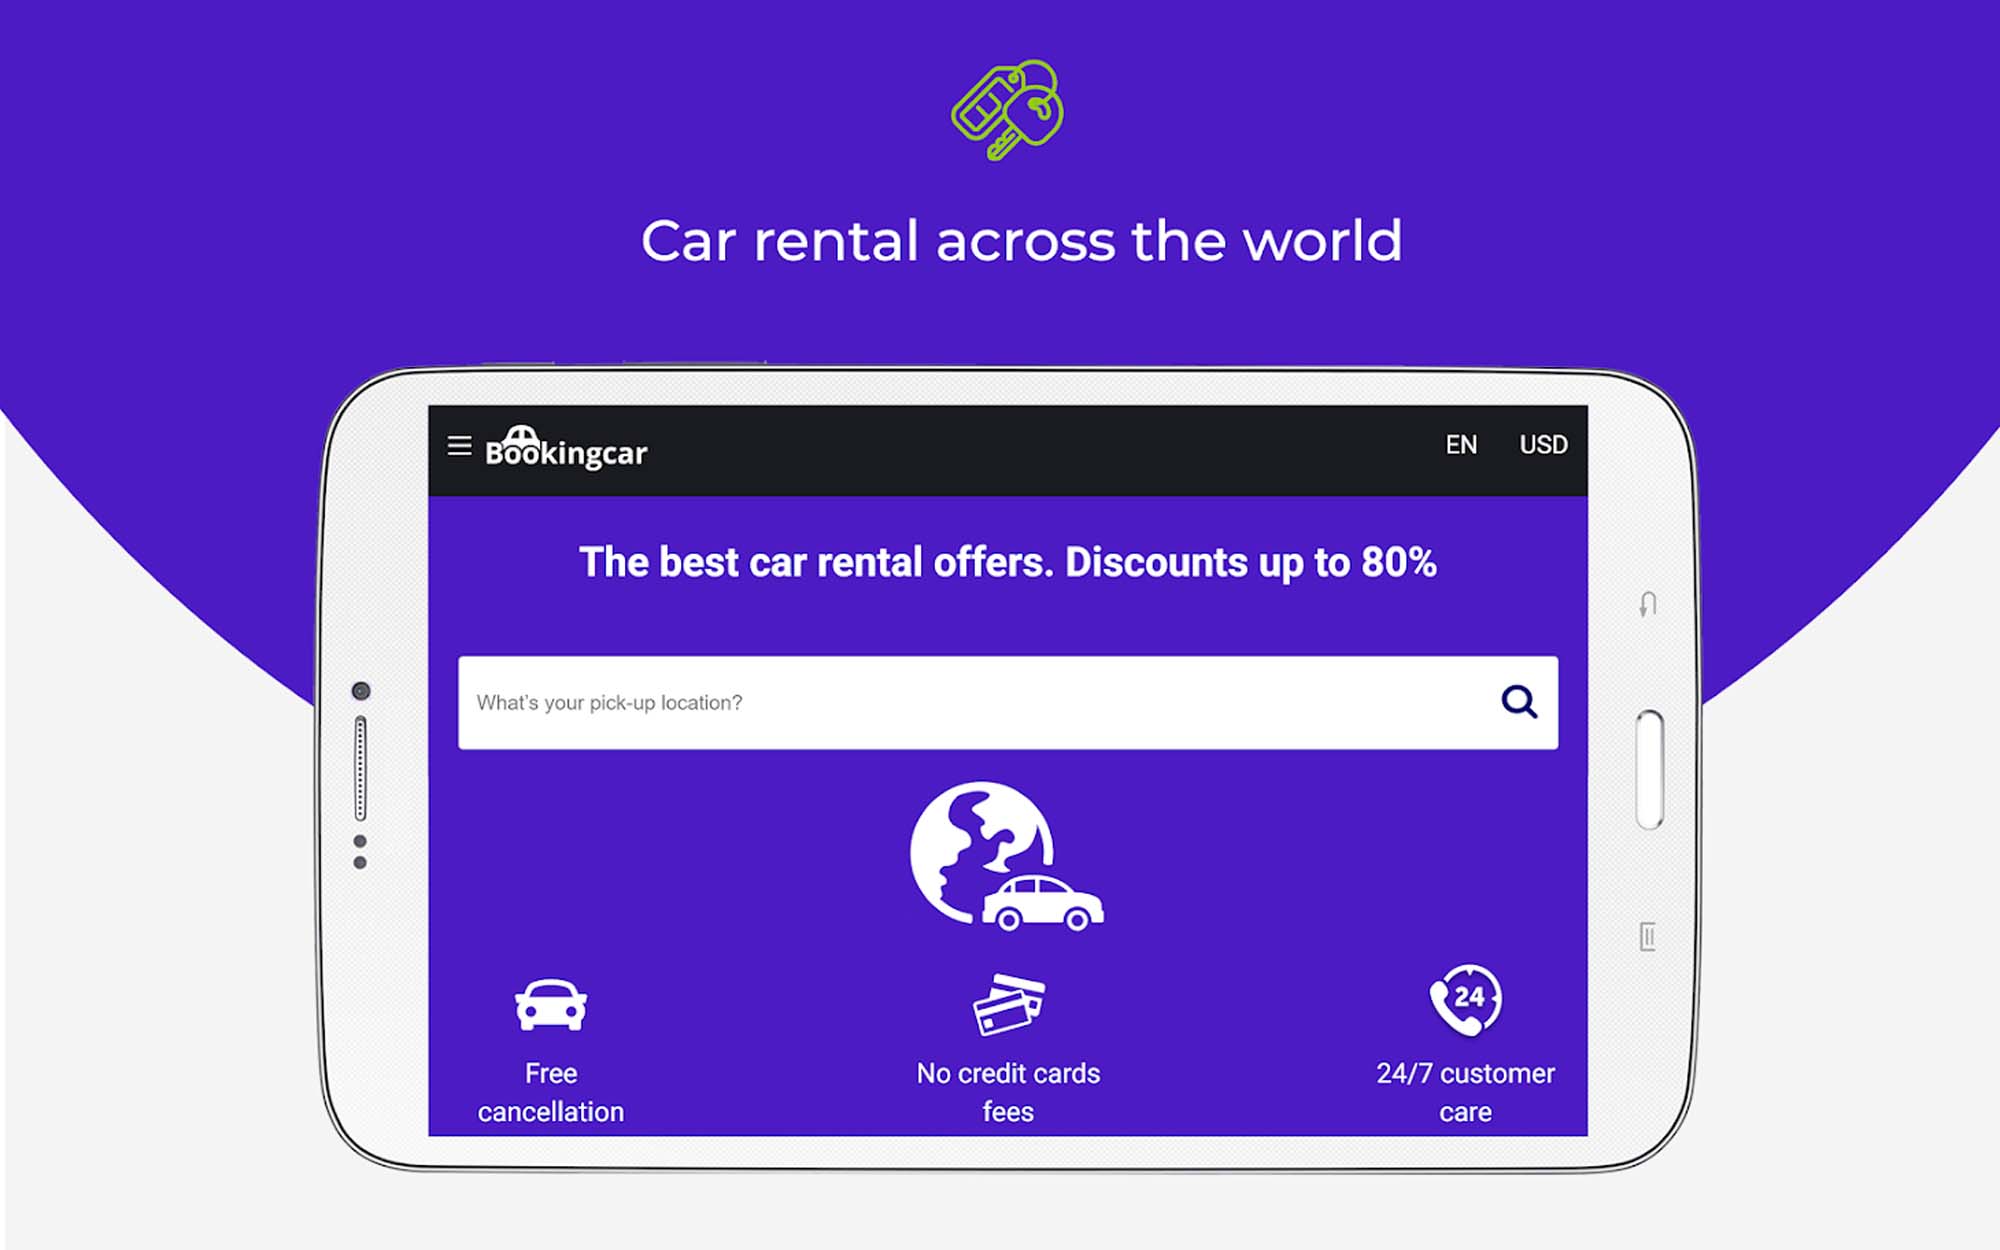 Car rental across the world
Bookingcar
EN USD
The best car rental offers. Discounts up to 80%
What's your pick-up location?
24
Free
cancellation
No credit cards
fees
24/7 customer
care